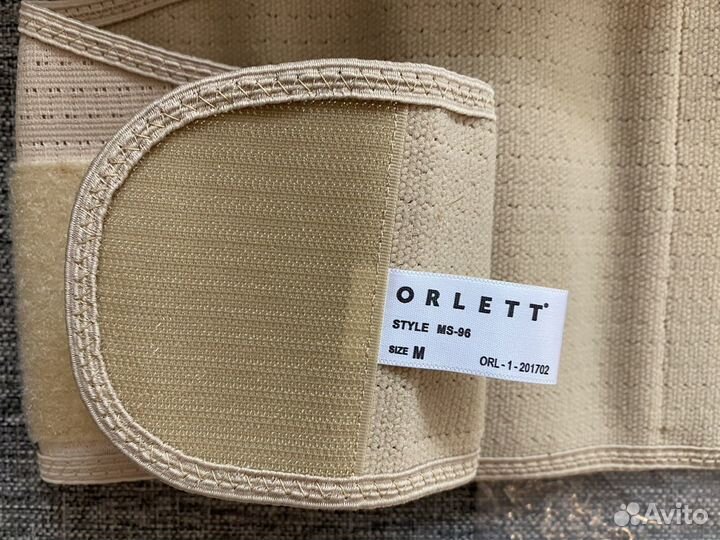 ORLETT®
STYLE MS-96
SIZE M
ORL - 1 - 201702
Avito